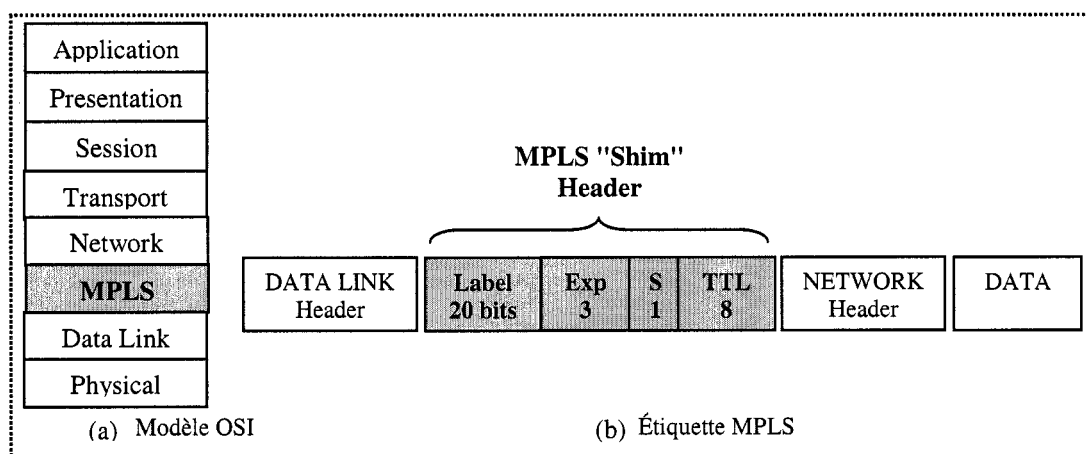 Application
Presentation
Session
Transport
Network
MPLS
Data Link
Physical
(a) Modèle OSI
MPLS "Shim"
Header
DATA LINK
Header
Label
20 bits
Exp
3
S
1
TTL
8
NETWORK
Header
DATA
(b) Étiquette MPLS